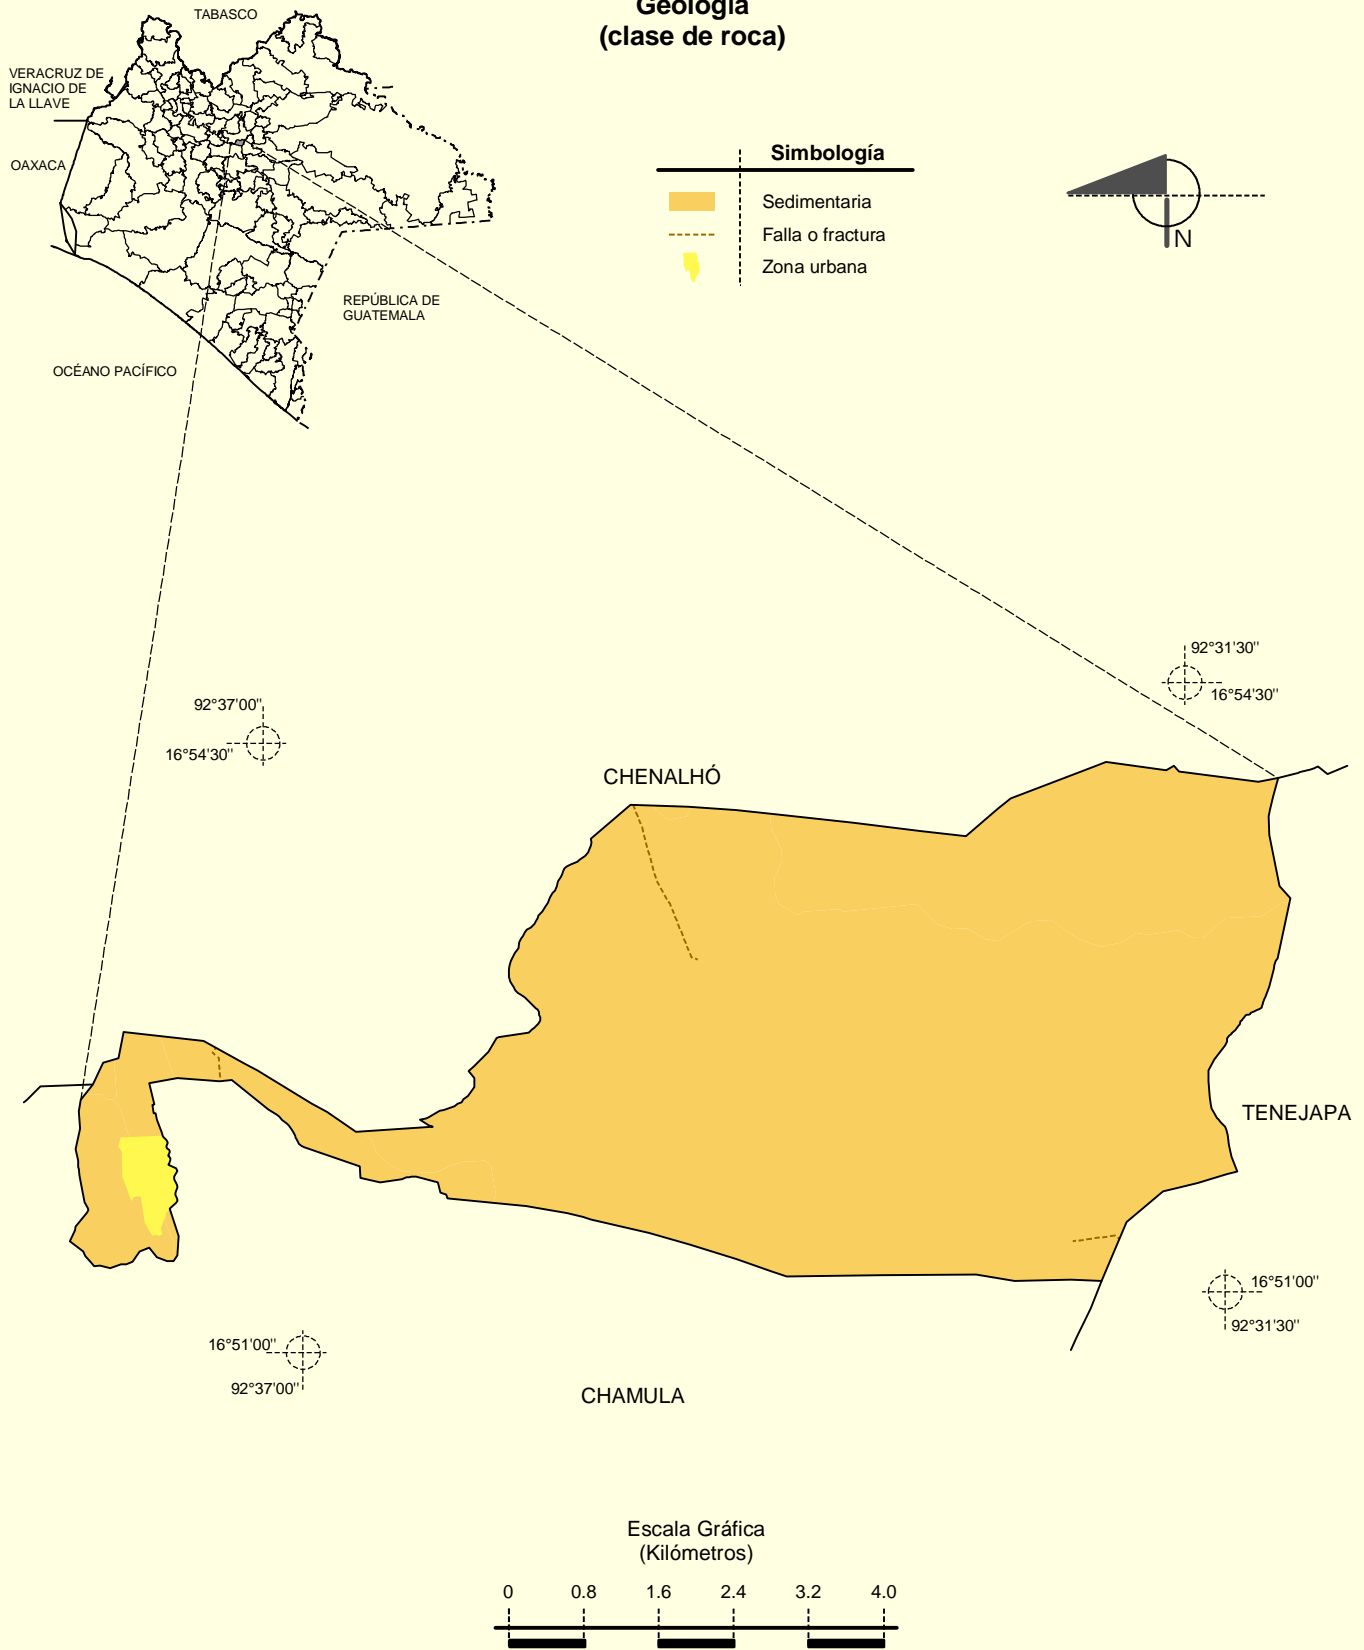 Geología
(clase de roca)
TABASCO
VERACRUZ DE
IGNACIO DE
LA LLAVE
OAXACA
REPÚBLICA DE
GUATEMALA
OCÉANO PACÍFICO
Simbología
Sedimentaria
Falla o fractura
Zona urbana
N
92°31'30"
16°54'30"
92°37'00"
16°54'30"
CHENALHÓ
TENEJAPA
16°51'00"
92°31'30"
16°51'00"
92°37'00"
CHAMULA
Escala Gráfica
(Kilómetros)
0 0.8 1.6 2.4 3.2 4.0